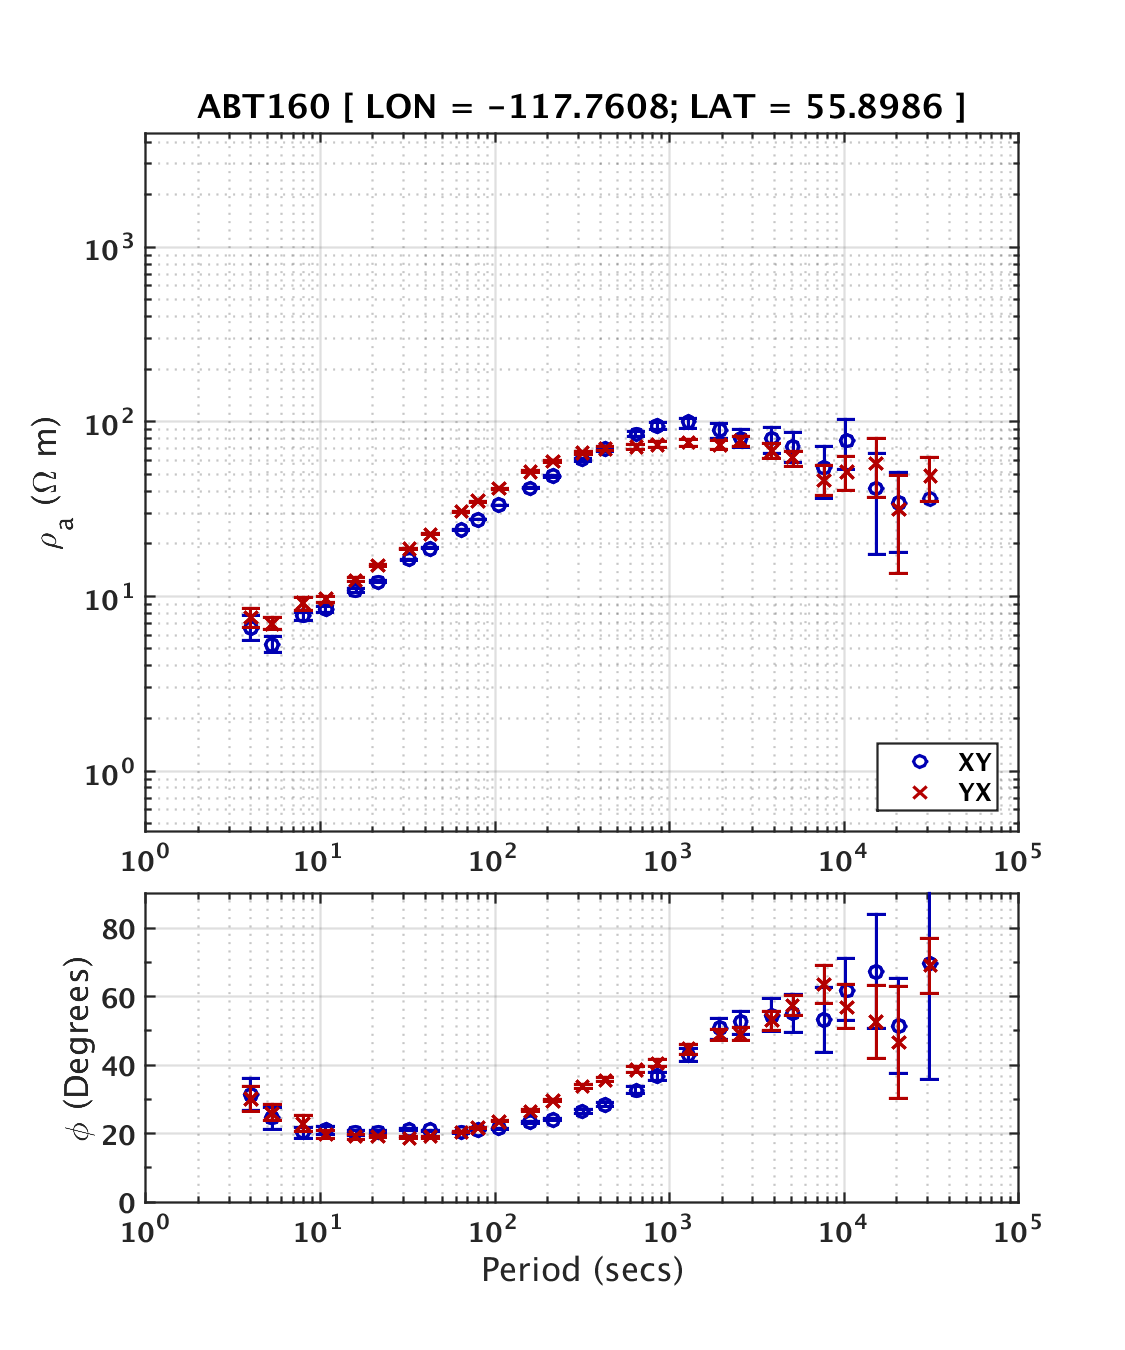 ABT160 [ LON = -117.7608; LAT = 55.8986 ]
ρₐ (Ω m)
10³
10²
10¹
10⁰
XY
YX
10⁰ 10¹ 10² 10³ 10⁴ 10⁵
ϕ (Degrees)
80
60
40
20
0
10⁰ 10¹ 10² 10³ 10⁴ 10⁵
Period (secs)